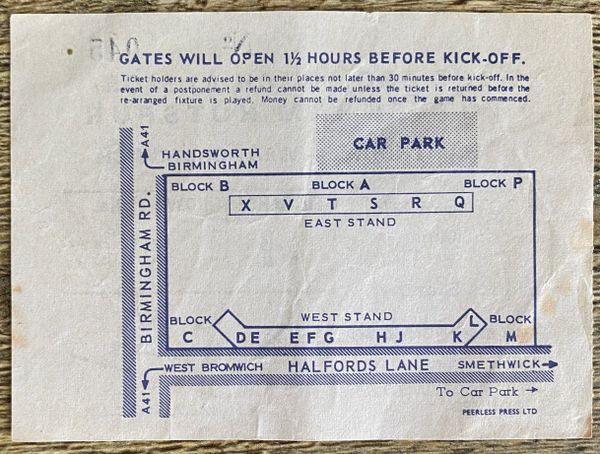 GATES WILL OPEN 1½ HOURS BEFORE KICK-OFF.
Ticket holders are advised to be in their places not later than 30 minutes before kick-off. In the
event of a postponement a refund cannot be made unless the ticket is returned before the
re-arranged fixture is played. Money cannot be refunded once the game has commenced.
A41
CAR PARK
HANDSWORTH
BIRMINGHAM
BLOCK B
BLOCK A
BLOCK P
X V T S R Q
EAST STAND
BIRMINGHAM RD.
WEST STAND
BLOCK
C
D E E F G H J K
L
BLOCK
M
WEST BROMWICH
HALFORDS LANE
SMETHWICK
A41
To Car Park
PEERLESS PRESS LTD